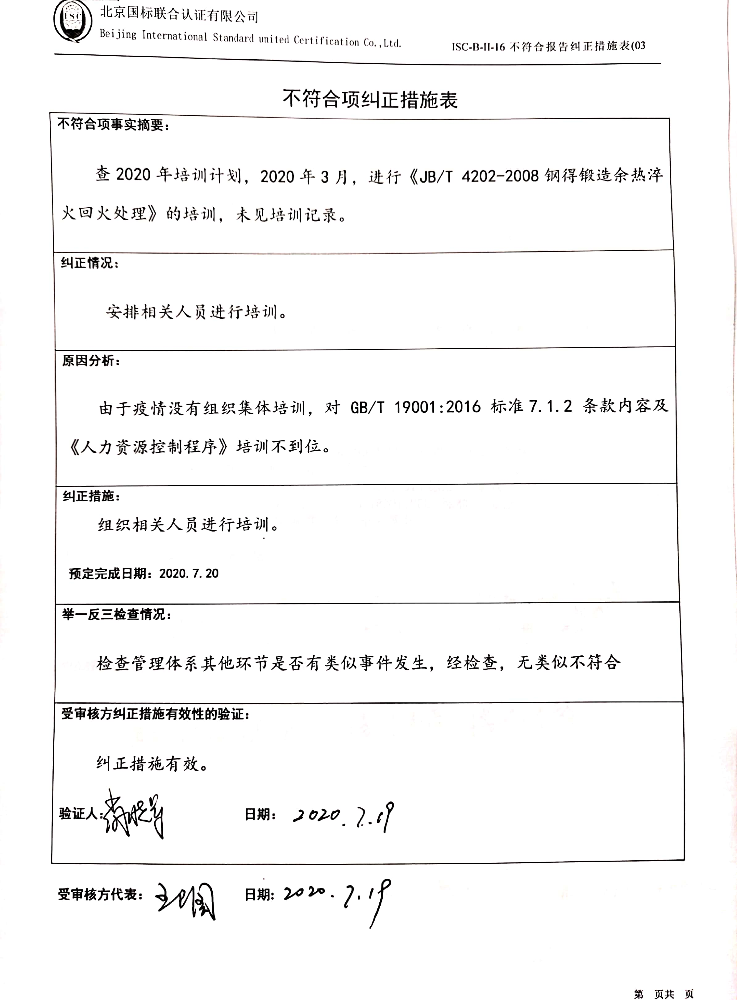 ISC
北京国标联合认证有限公司
Beijing International Standard united Certification Co.,Ltd.
ISC-B-II-16 不符合报告纠正措施表(03
不符合项纠正措施表
不符合项事实摘要：
查 2020 年培训计划，2020 年 3 月，进行《JB/T 4202-2008 钢得锻造余热淬
火回火处理》的培训，未见培训记录。
纠正情况：
安排相关人员进行培训。
原因分析：
由于疫情没有组织集体培训，对 GB/T 19001:2016 标准 7.1.2 条款内容及
《人力资源控制程序》培训不到位。
纠正措施：
组织相关人员进行培训。
预定完成日期：2020.7.20
举一反三检查情况：
检查管理体系其他环节是否有类似事件发生，经检查，无类似不符合
受审核方纠正措施有效性的验证：
纠正措施有效。
验证人： 日期： 2020.7.19
受审核方代表： 日期：2020.7.19
第 页共 页